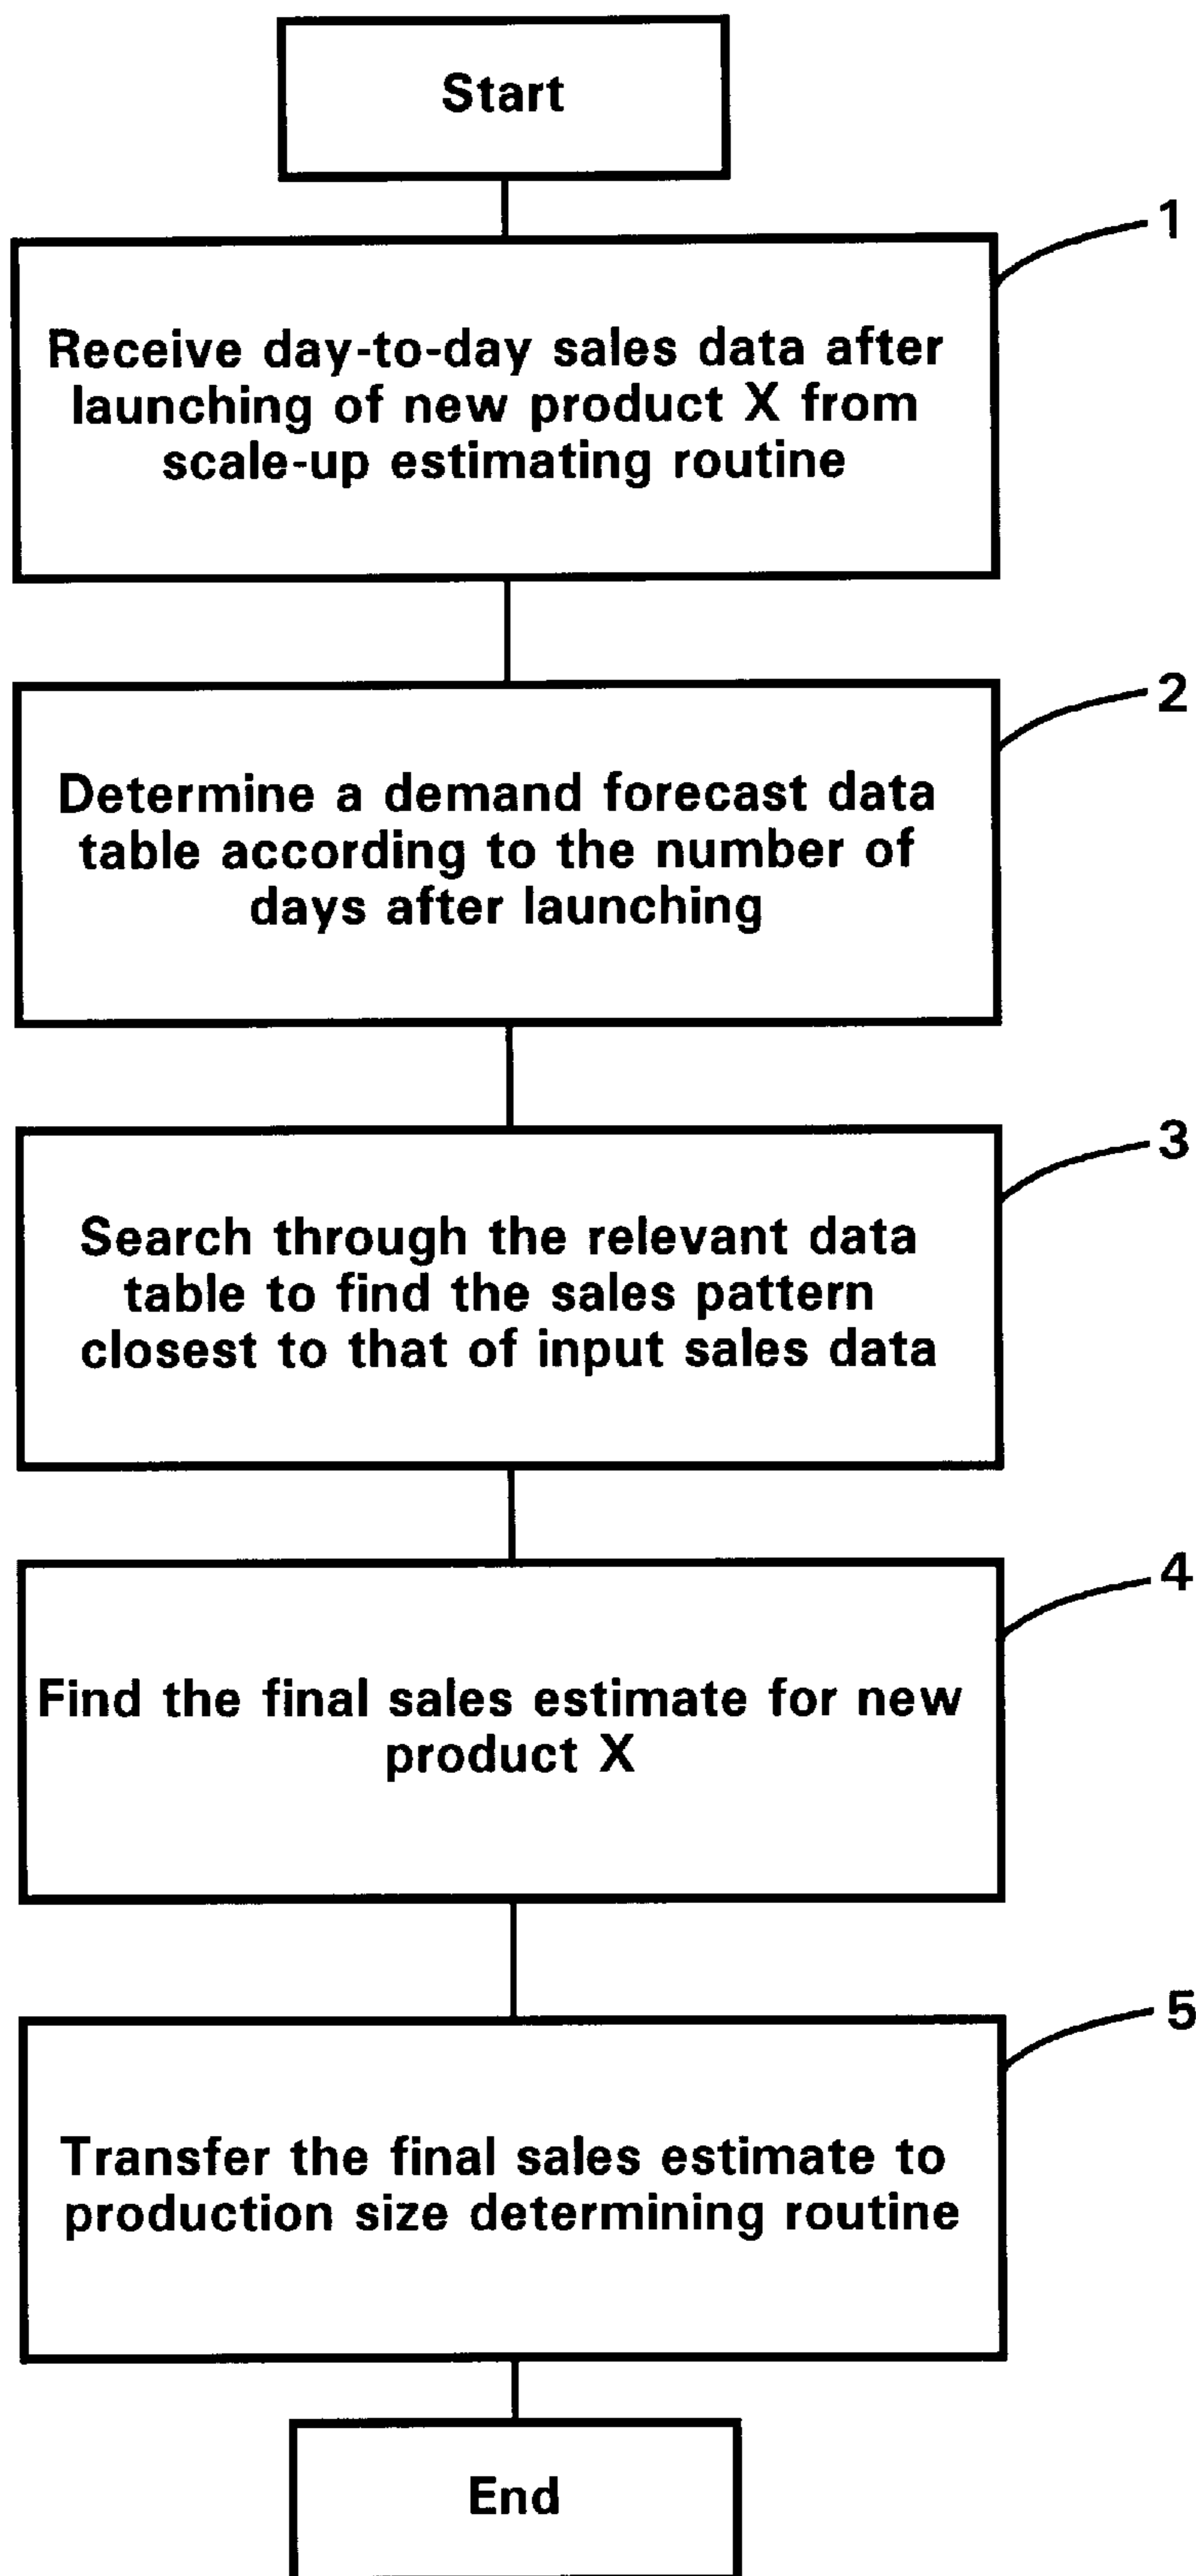 Start
1
Receive day-to-day sales data after
launching of new product X from
scale-up estimating routine
2
Determine a demand forecast data
table according to the number of
days after launching
3
Search through the relevant data
table to find the sales pattern
closest to that of input sales data
4
Find the final sales estimate for new
product X
5
Transfer the final sales estimate to
production size determining routine
End